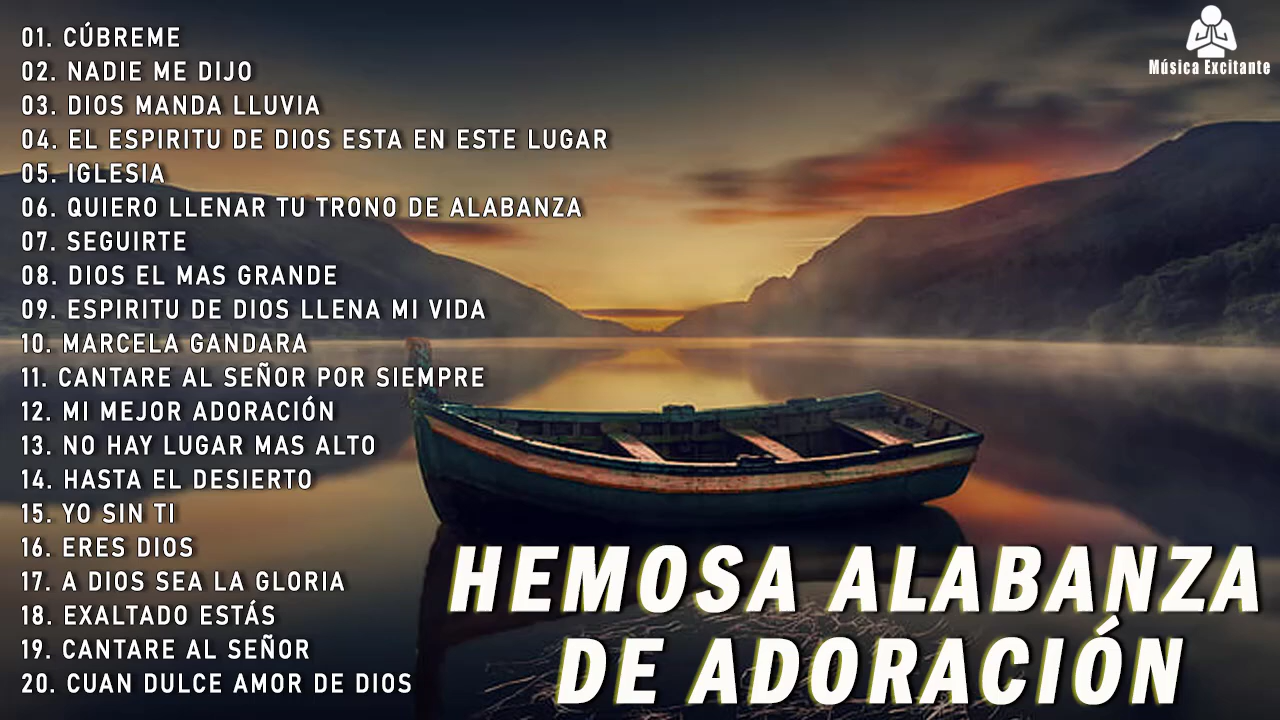 01. CÚBREME
02. NADIE ME DIJO
03. DIOS MANDA LLUVIA
04. EL ESPIRITU DE DIOS ESTA EN ESTE LUGAR
05. IGLESIA
06. QUIERO LLENAR TU TRONO DE ALABANZA
07. SEGUIRTE
08. DIOS EL MAS GRANDE
09. ESPIRITU DE DIOS LLENA MI VIDA
10. MARCELA GANDARA
11. CANTARE AL SEÑOR POR SIEMPRE
12. MI MEJOR ADORACIÓN
13. NO HAY LUGAR MAS ALTO
14. HASTA EL DESIERTO
15. YO SIN TI
16. ERES DIOS
17. A DIOS SEA LA GLORIA
18. EXALTADO ESTÁS
19. CANTARE AL SEÑOR
20. CUAN DULCE AMOR DE DIOS
Música Excitante
HEMOSA ALABANZA
DE ADORACIÓN